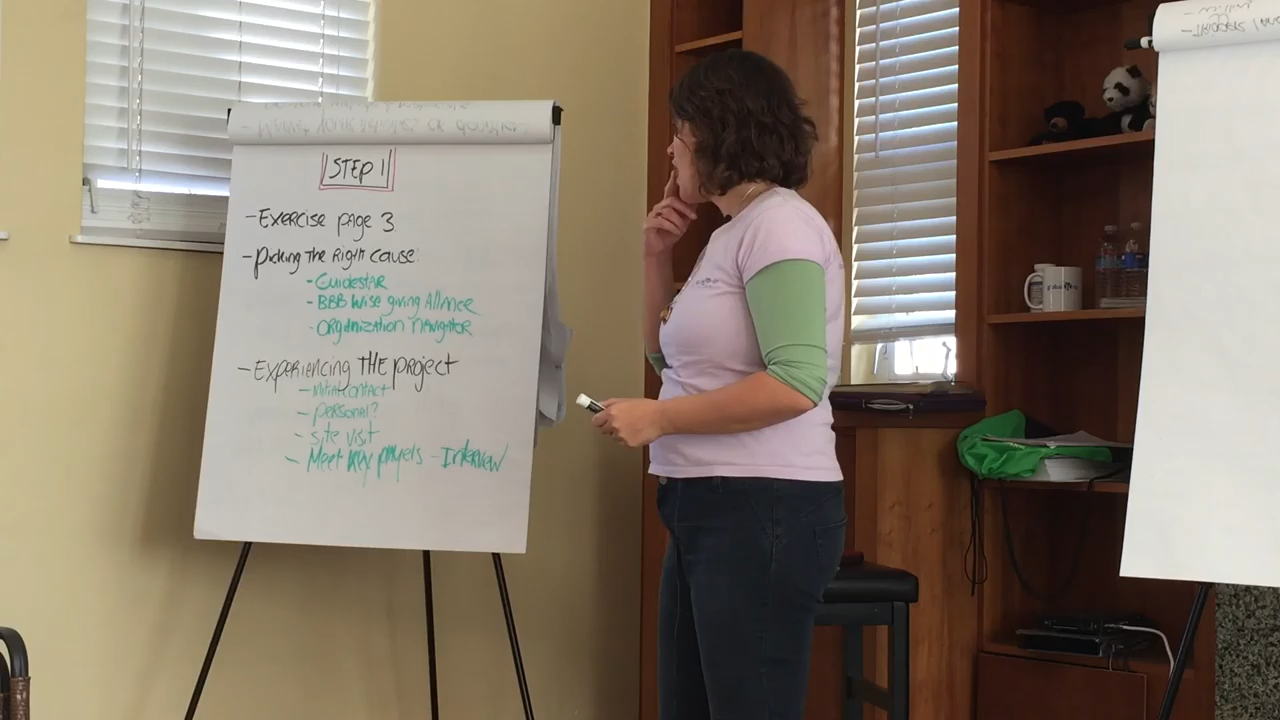 STEP 1
- Exercise page 3
- Picking the Right cause
- Guidestar
- BBB Wise giving Allince
- Organization navigator
- Experiencing THE project
- Initial contact
- personal?
- site visit
- Meet key players - Interview